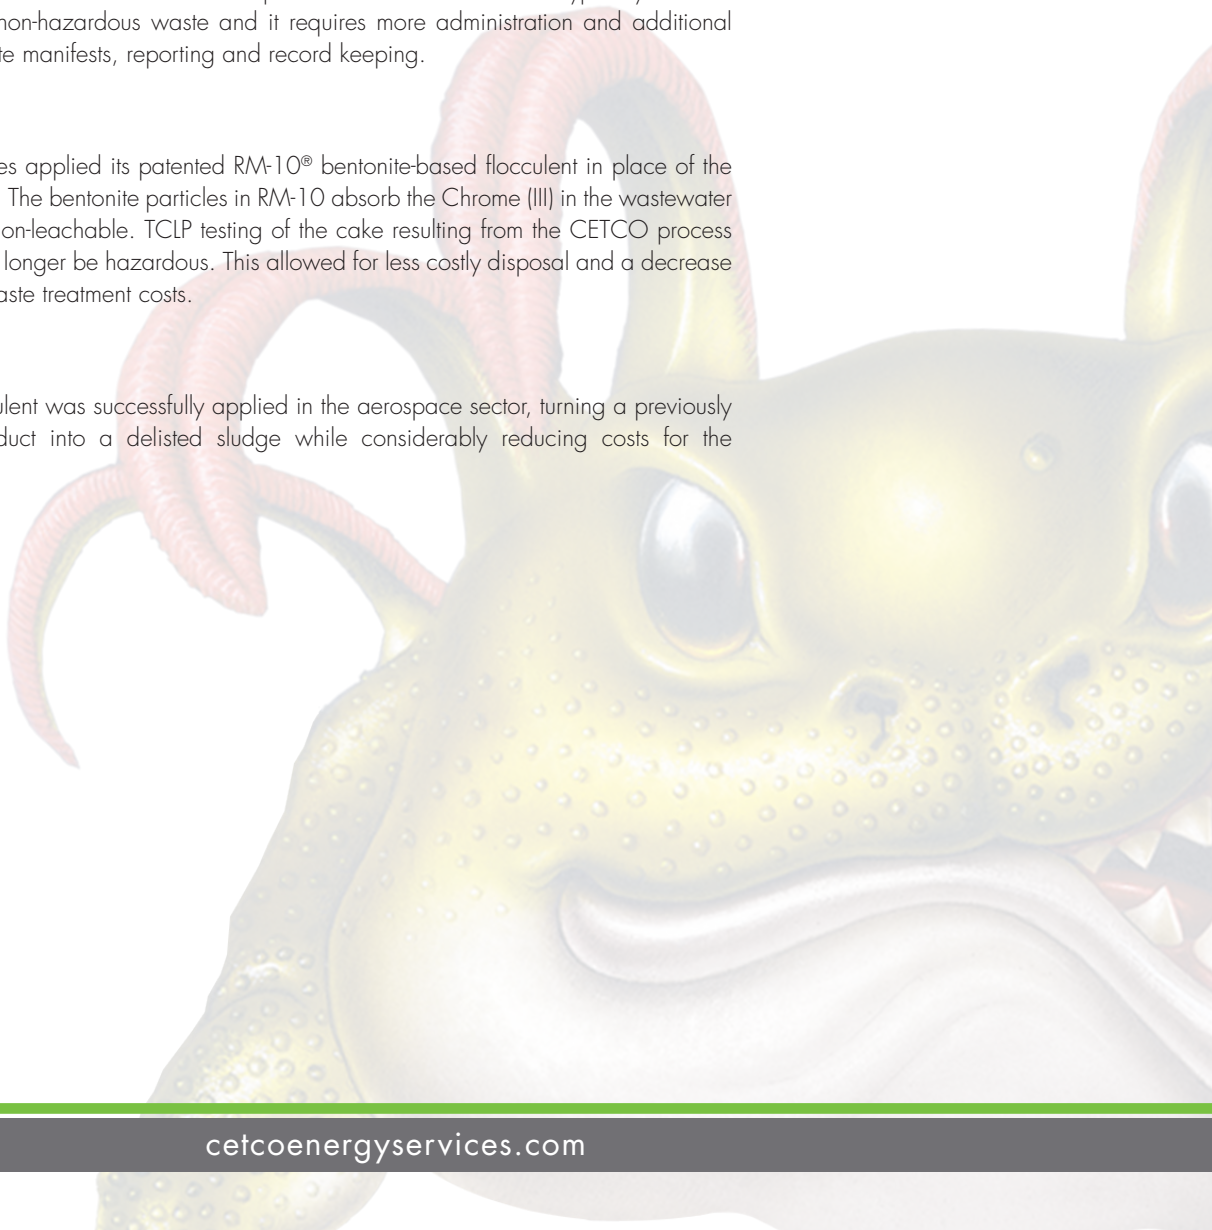 non-hazardous waste and it requires more administration and additional
te manifests, reporting and record keeping.
es applied its patented RM-10® bentonite-based flocculent in place of the
The bentonite particles in RM-10 absorb the Chrome (III) in the wastewater
on-leachable. TCLP testing of the cake resulting from the CETCO process
longer be hazardous. This allowed for less costly disposal and a decrease
aste treatment costs.
ulent was successfully applied in the aerospace sector, turning a previously
duct into a delisted sludge while considerably reducing costs for the
cetcoenergyservices.com